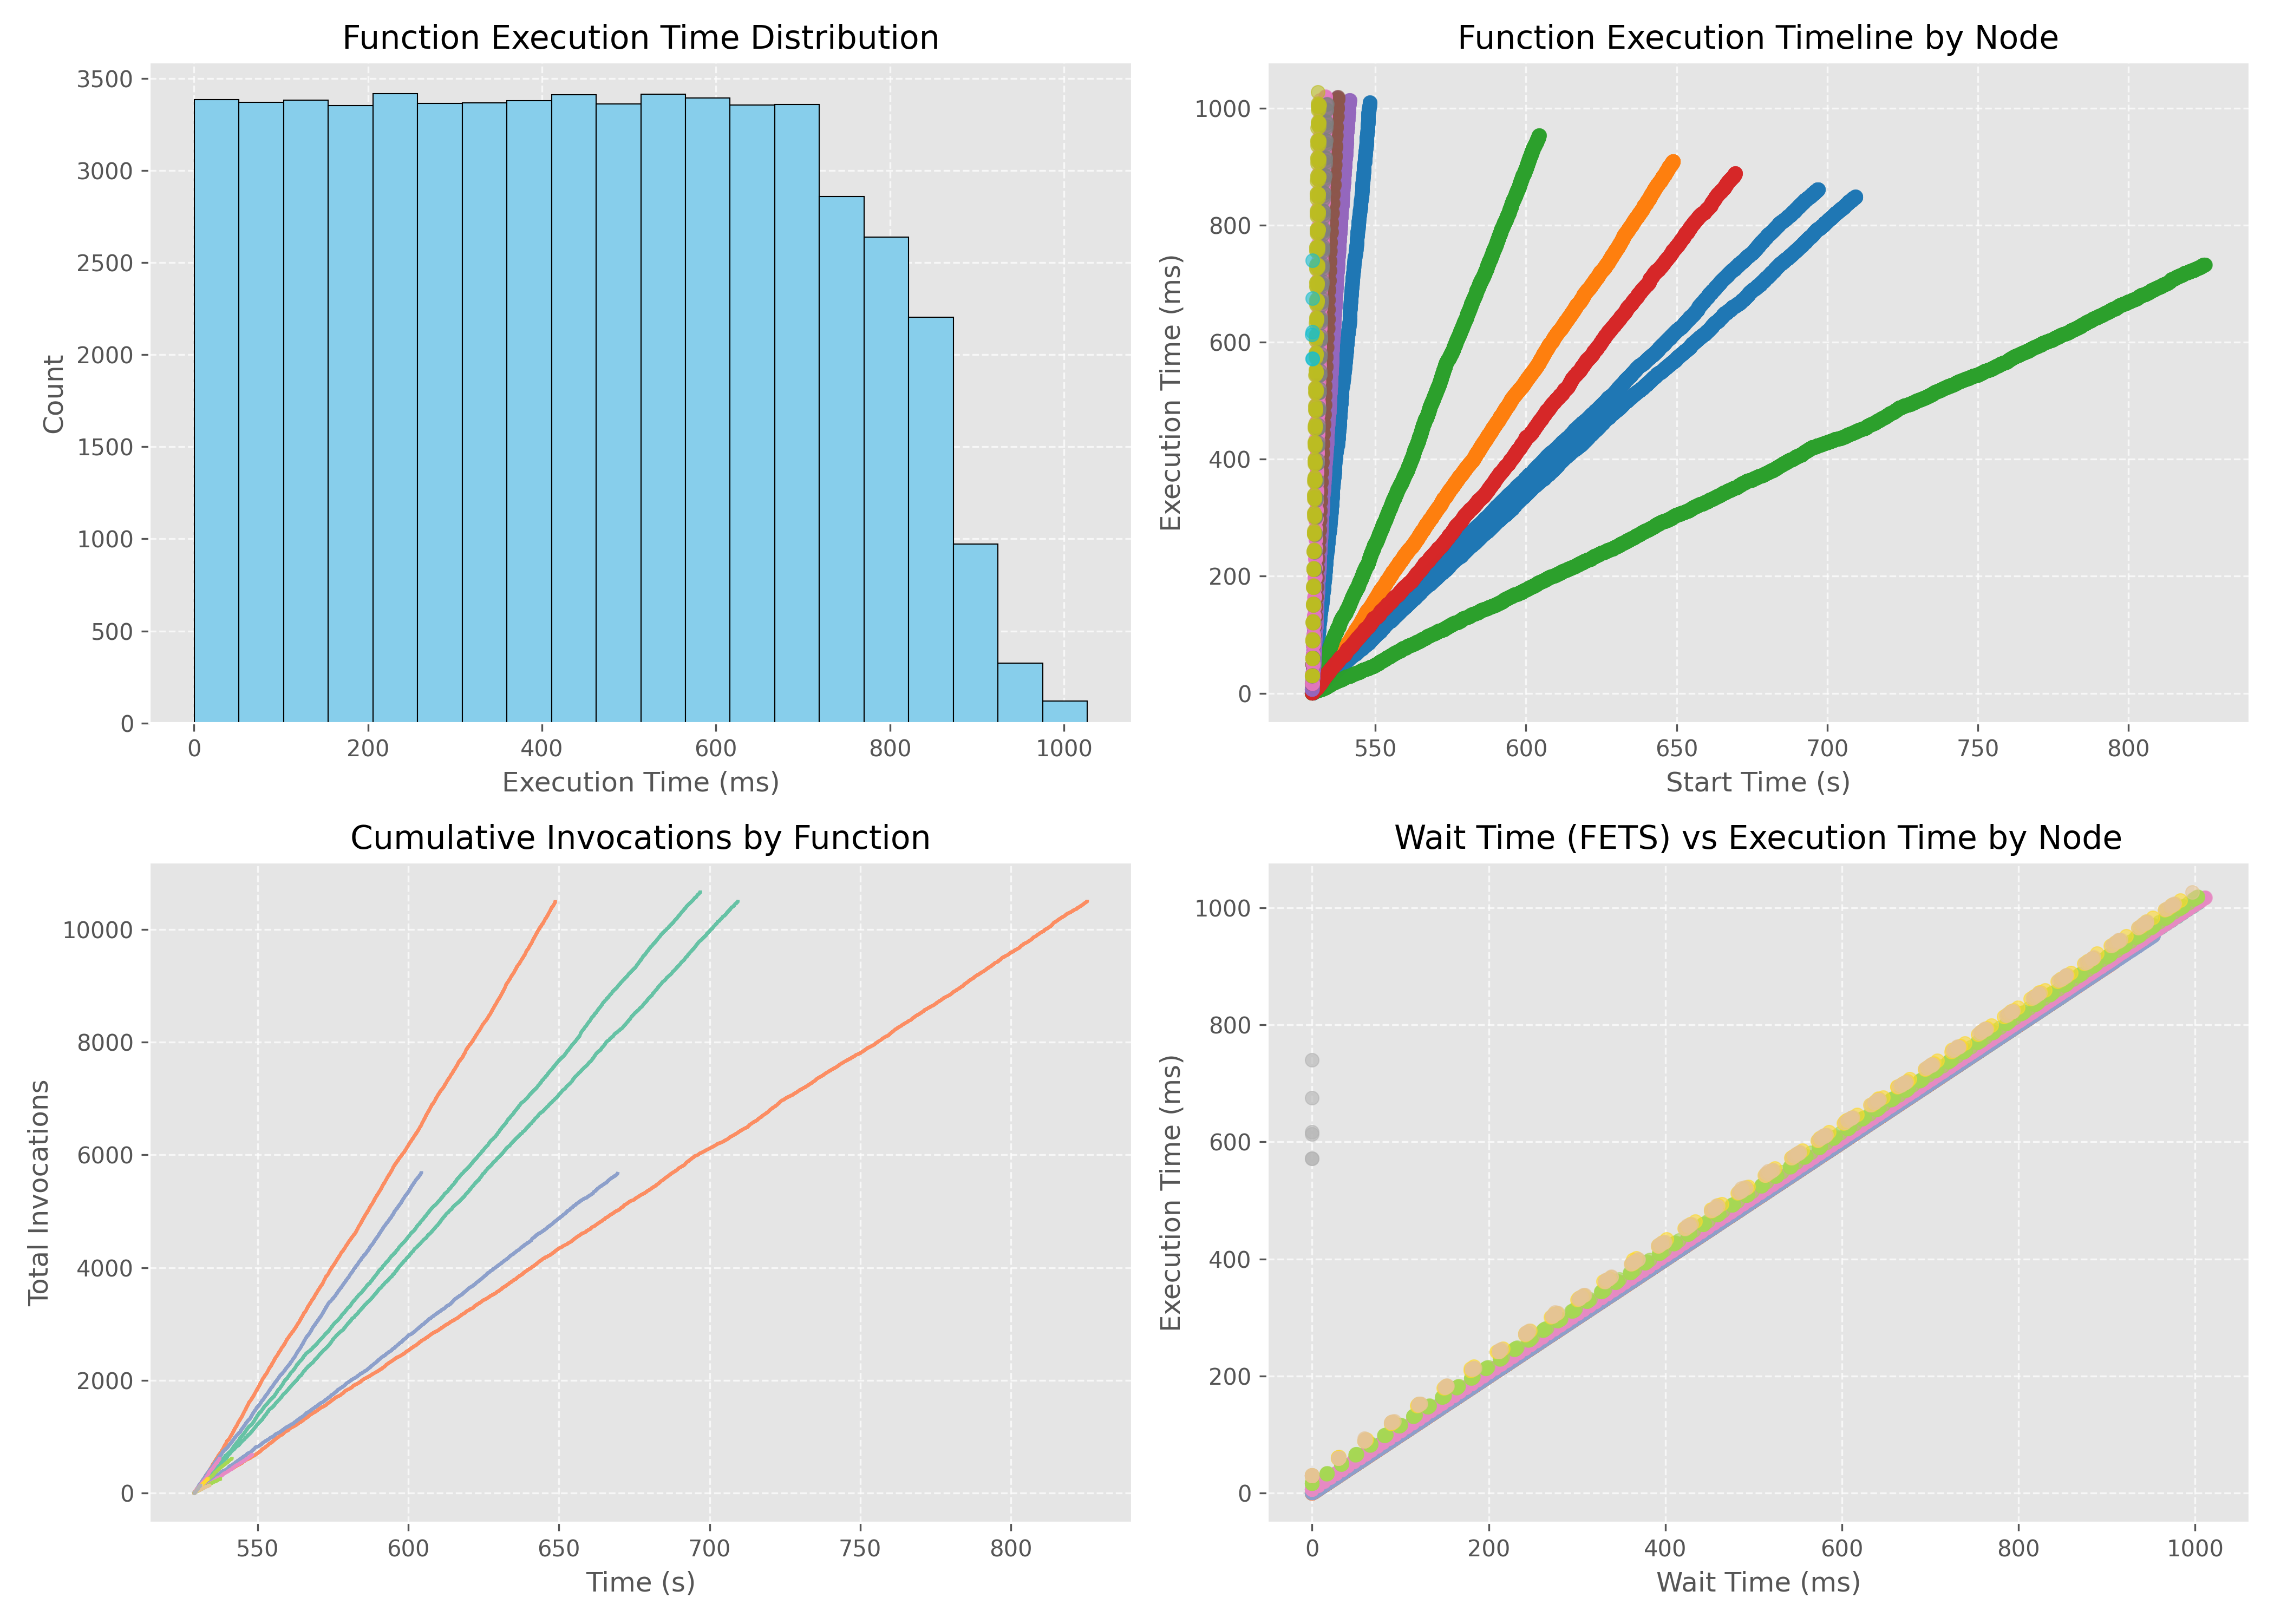 Function Execution Time Distribution
3500
3000
2500
2000
1500
1000
500
0
Count
0 200 400 600 800 1000
Execution Time (ms)
Function Execution Timeline by Node
1000
800
600
400
200
0
Execution Time (ms)
550 600 650 700 750 800
Start Time (s)
Cumulative Invocations by Function
10000
8000
6000
4000
2000
0
Total Invocations
550 600 650 700 750 800
Time (s)
Wait Time (FETS) vs Execution Time by Node
1000
800
600
400
200
0
Execution Time (ms)
0 200 400 600 800 1000
Wait Time (ms)